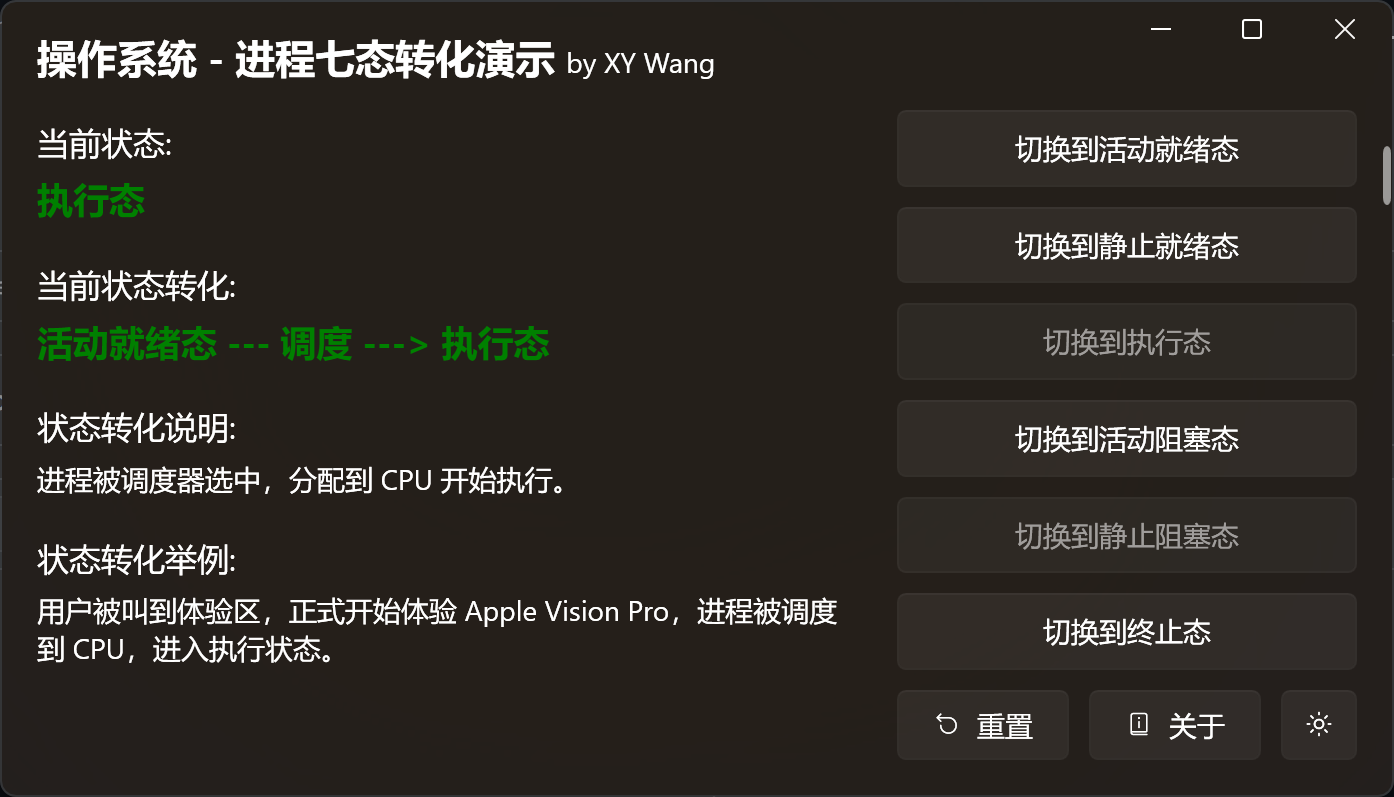 操作系统 - 进程七态转化演示 by XY Wang
当前状态:
执行态
当前状态转化:
活动就绪态 --- 调度 ---> 执行态
状态转化说明:
进程被调度器选中，分配到 CPU 开始执行。
状态转化举例:
用户被叫到体验区，正式开始体验 Apple Vision Pro，进程被调度
到 CPU，进入执行状态。
切换到活动就绪态
切换到静止就绪态
切换到执行态
切换到活动阻塞态
切换到静止阻塞态
切换到终止态
重置
关于